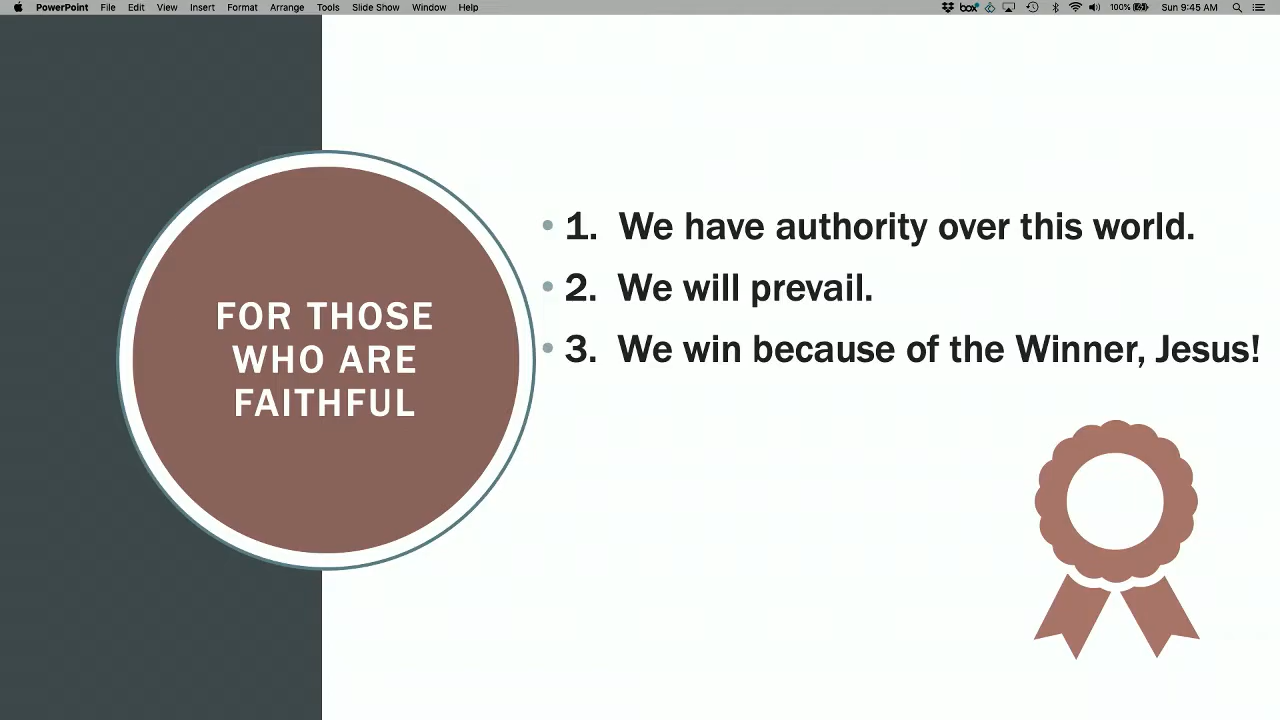 PowerPoint File Edit View Insert Format Arrange Tools Slide Show Window Help box 100% Sun 9:45 AM
FOR THOSE
WHO ARE
FAITHFUL
• 1. We have authority over this world.
• 2. We will prevail.
• 3. We win because of the Winner, Jesus!